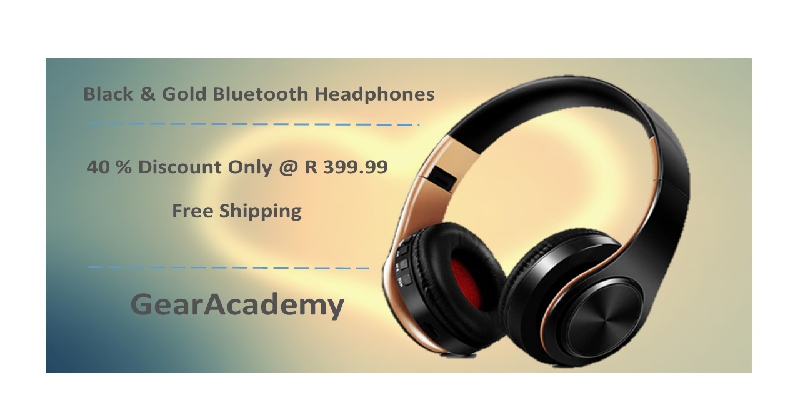 Black & Gold Bluetooth Headphones
40 % Discount Only @ R 399.99
Free Shipping
GearAcademy